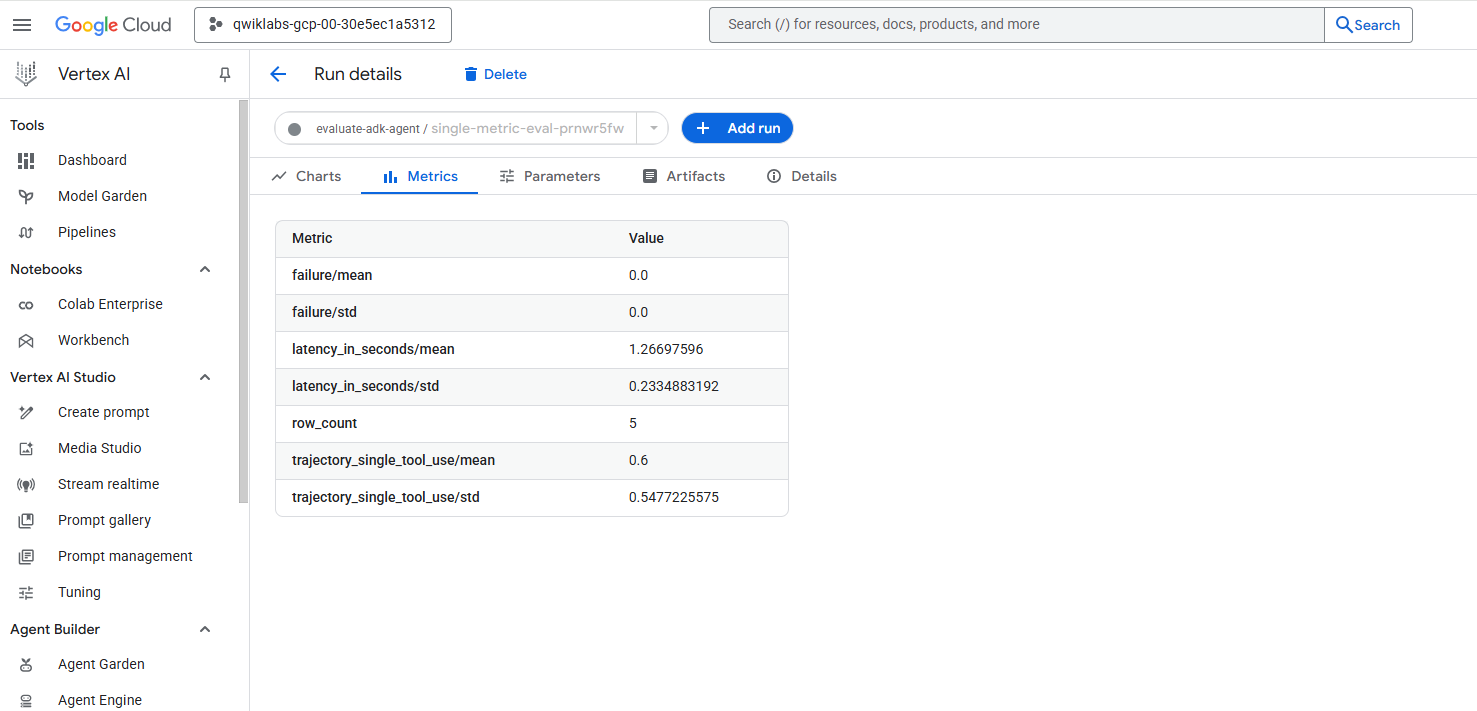 Google Cloud
qwiklabs-gcp-00-30e5ec1a5312
Search (/) for resources, docs, products, and more
Search
Vertex AI
Run details
Delete
Tools
Dashboard
Model Garden
Pipelines
Notebooks
Colab Enterprise
Workbench
Vertex AI Studio
Create prompt
Media Studio
Stream realtime
Prompt gallery
Prompt management
Tuning
Agent Builder
Agent Garden
Agent Engine
evaluate-adk-agent / single-metric-eval-prnwr5fw
Add run
Charts
Metrics
Parameters
Artifacts
Details
Metric Value
failure/mean 0.0
failure/std 0.0
latency_in_seconds/mean 1.26697596
latency_in_seconds/std 0.2334883192
row_count 5
trajectory_single_tool_use/mean 0.6
trajectory_single_tool_use/std 0.5477225575